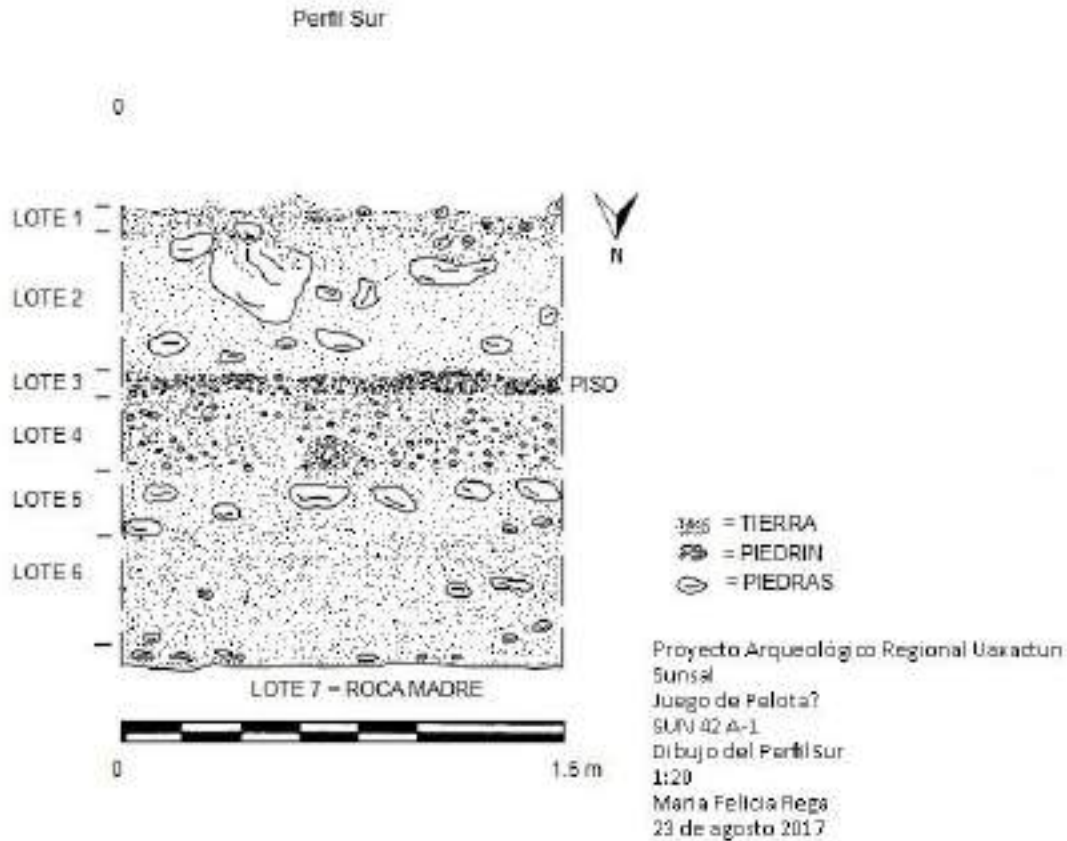 Perfil Sur
0
LOTE 1
N
LOTE 2
LOTE 3
PISO
LOTE 4
LOTE 5
LOTE 6
= TIERRA
= PIEDRIN
= PIEDRAS
LOTE 7 = ROCA MADRE
0
1.5 m
Proyecto Arqueológico Regional Uaxactun
Sunsal
Juego de Pelota?
SUN 42 A-1
Dibujo del Perfil Sur
1:20
Maria Felicia Rega
23 de agosto 2017